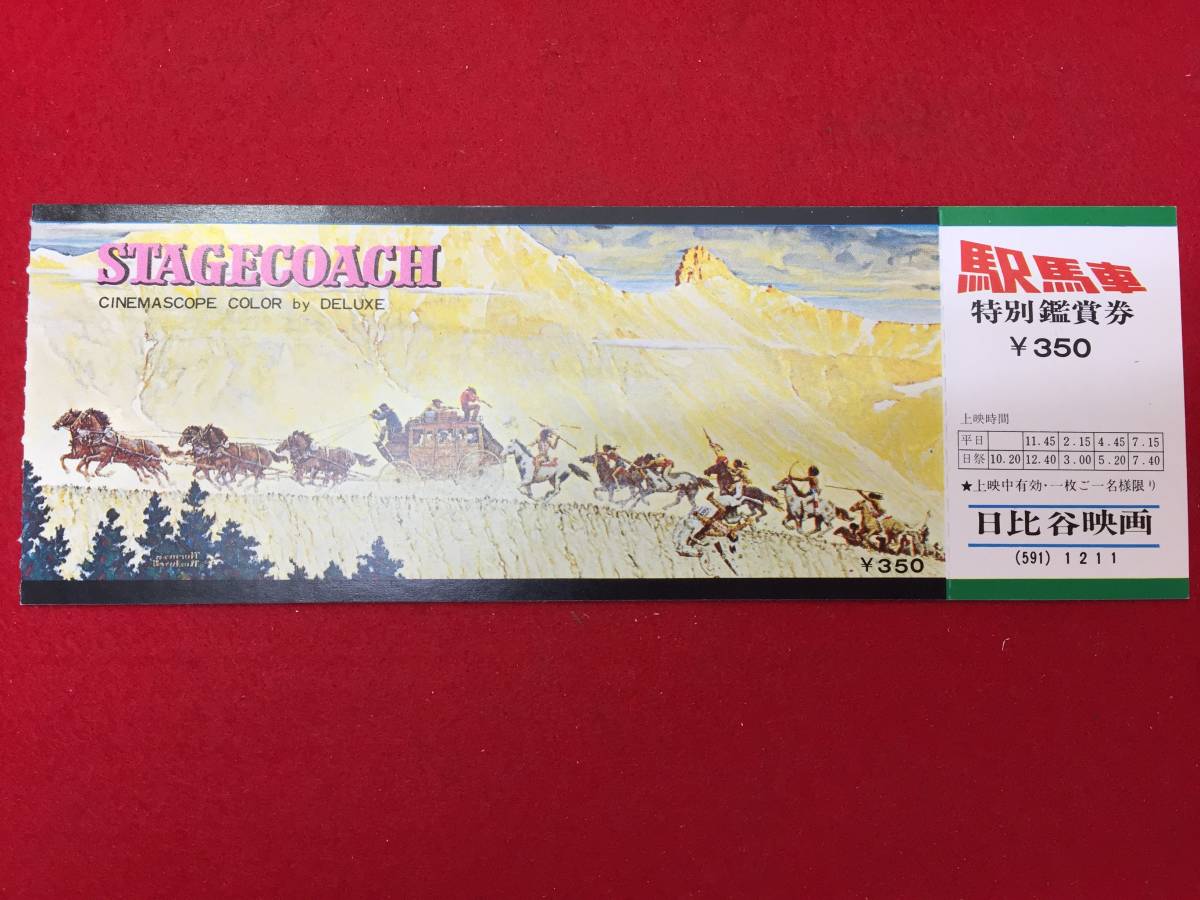 STAGECOACH
CINEMASCOPE COLOR by DELUXE
¥350
駅馬車
特別鑑賞券
¥350
上映時間
平日 11.45 2.15 4.45 7.15
日祭 10.20 12.40 3.00 5.20 7.40
★上映中有効・一枚ご一名様限り
日比谷映画
(591) 1211